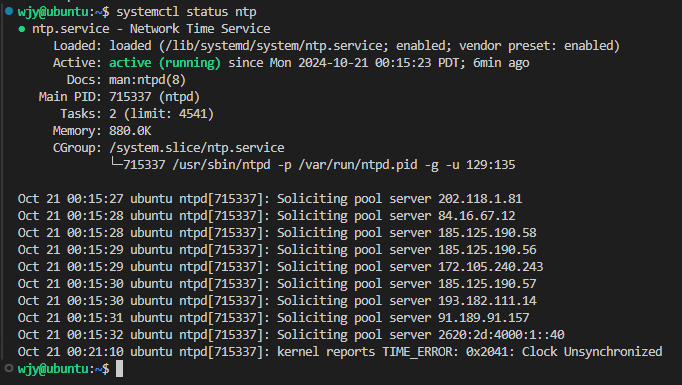 wjy@ubuntu:~$ systemctl status ntp
● ntp.service - Network Time Service
Loaded: loaded (/lib/systemd/system/ntp.service; enabled; vendor preset: enabled)
Active: active (running) since Mon 2024-10-21 00:15:23 PDT; 6min ago
Docs: man:ntpd(8)
Main PID: 715337 (ntpd)
Tasks: 2 (limit: 4541)
Memory: 880.0K
CGroup: /system.slice/ntp.service
└─715337 /usr/sbin/ntpd -p /var/run/ntpd.pid -g -u 129:135
Oct 21 00:15:27 ubuntu ntpd[715337]: Soliciting pool server 202.118.1.81
Oct 21 00:15:28 ubuntu ntpd[715337]: Soliciting pool server 84.16.67.12
Oct 21 00:15:28 ubuntu ntpd[715337]: Soliciting pool server 185.125.190.58
Oct 21 00:15:29 ubuntu ntpd[715337]: Soliciting pool server 185.125.190.56
Oct 21 00:15:29 ubuntu ntpd[715337]: Soliciting pool server 172.105.240.243
Oct 21 00:15:30 ubuntu ntpd[715337]: Soliciting pool server 185.125.190.57
Oct 21 00:15:30 ubuntu ntpd[715337]: Soliciting pool server 193.182.111.14
Oct 21 00:15:31 ubuntu ntpd[715337]: Soliciting pool server 91.189.91.157
Oct 21 00:15:32 ubuntu ntpd[715337]: Soliciting pool server 2620:2d:4000:1::40
Oct 21 00:21:10 ubuntu ntpd[715337]: kernel reports TIME_ERROR: 0x2041: Clock Unsynchronized
wjy@ubuntu:~$